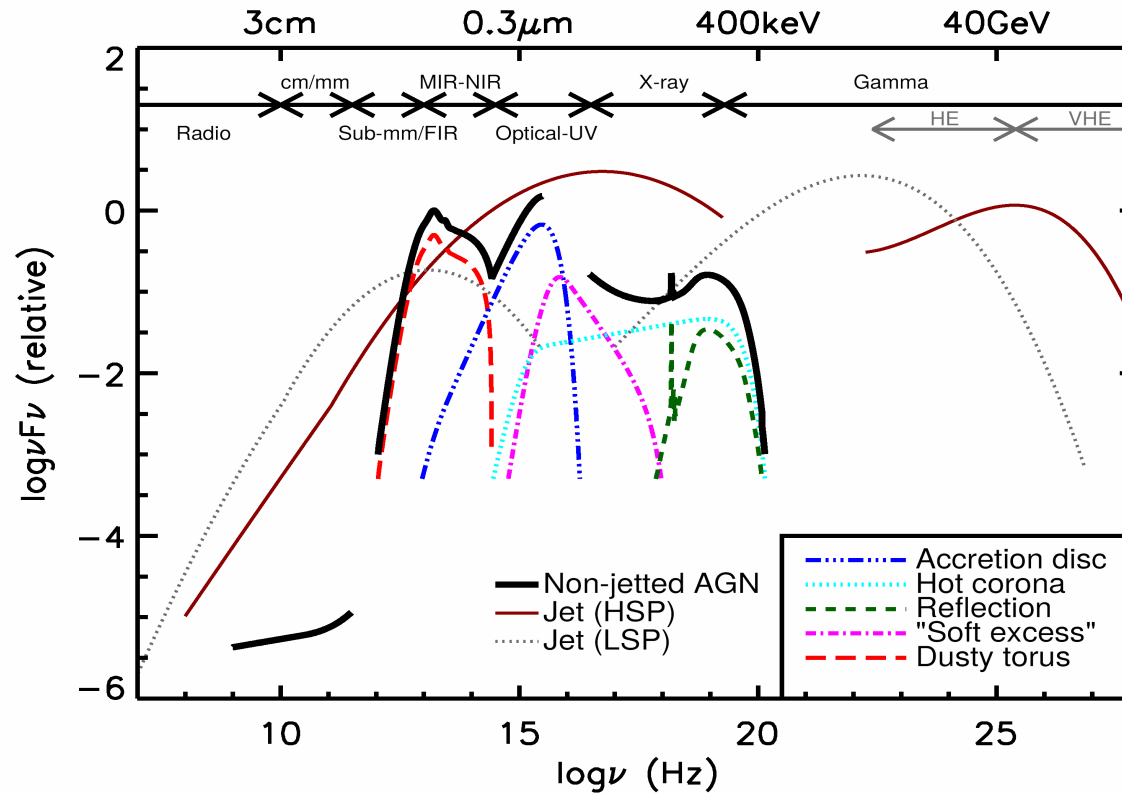 3cm 0.3μm 400keV 40GeV
cm/mm MIR-NIR X-ray Gamma
Radio Sub-mm/FIR Optical-UV HE VHE
2
0
−2
−4
−6
logνFν (relative)
Non-jetted AGN
Jet (HSP)
Jet (LSP)
Accretion disc
Hot corona
Reflection
"Soft excess"
Dusty torus
10 15 20 25
logν (Hz)